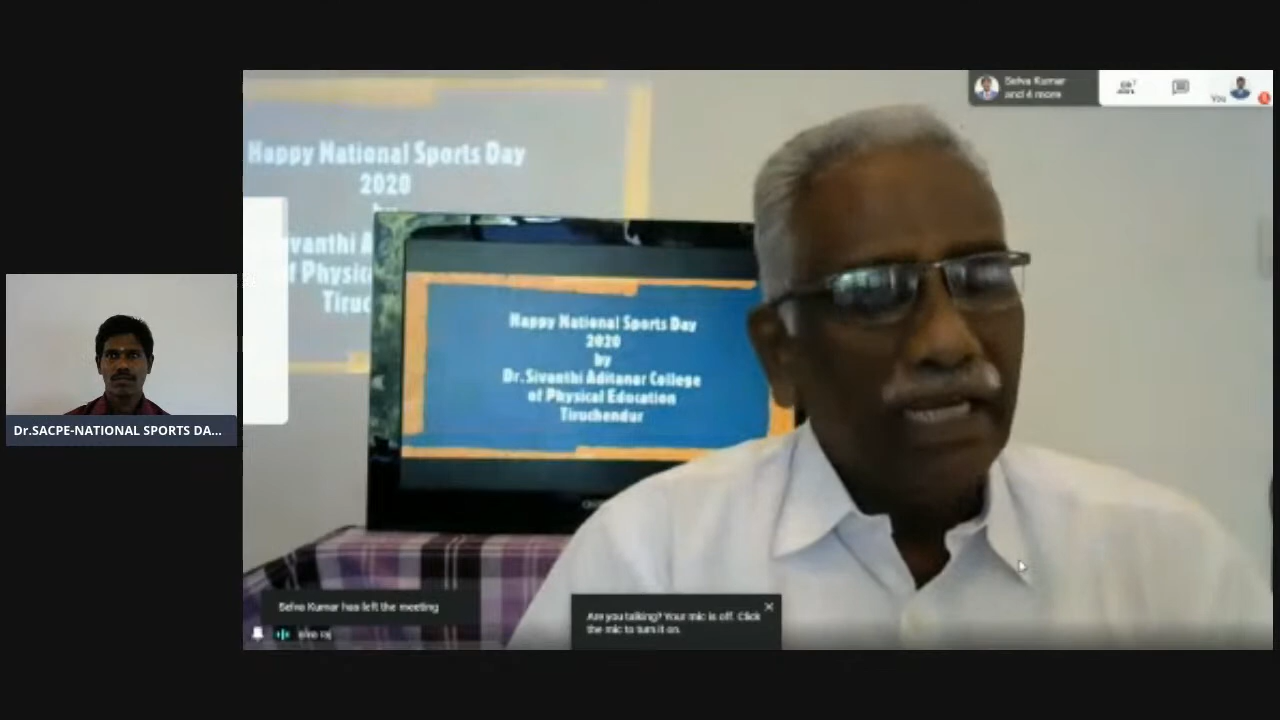 Selva Kumar
and 4 more
You
Happy National Sports Day
2020
Happy National Sports Day
2020
by
Dr.Sivanthi Aditanar College
of Physical Education
Tiruchendur
Dr.SACPE-NATIONAL SPORTS DA...
Selva Kumar has left the meeting
Are you talking? Your mic is off. Click
the mic to turn it on.